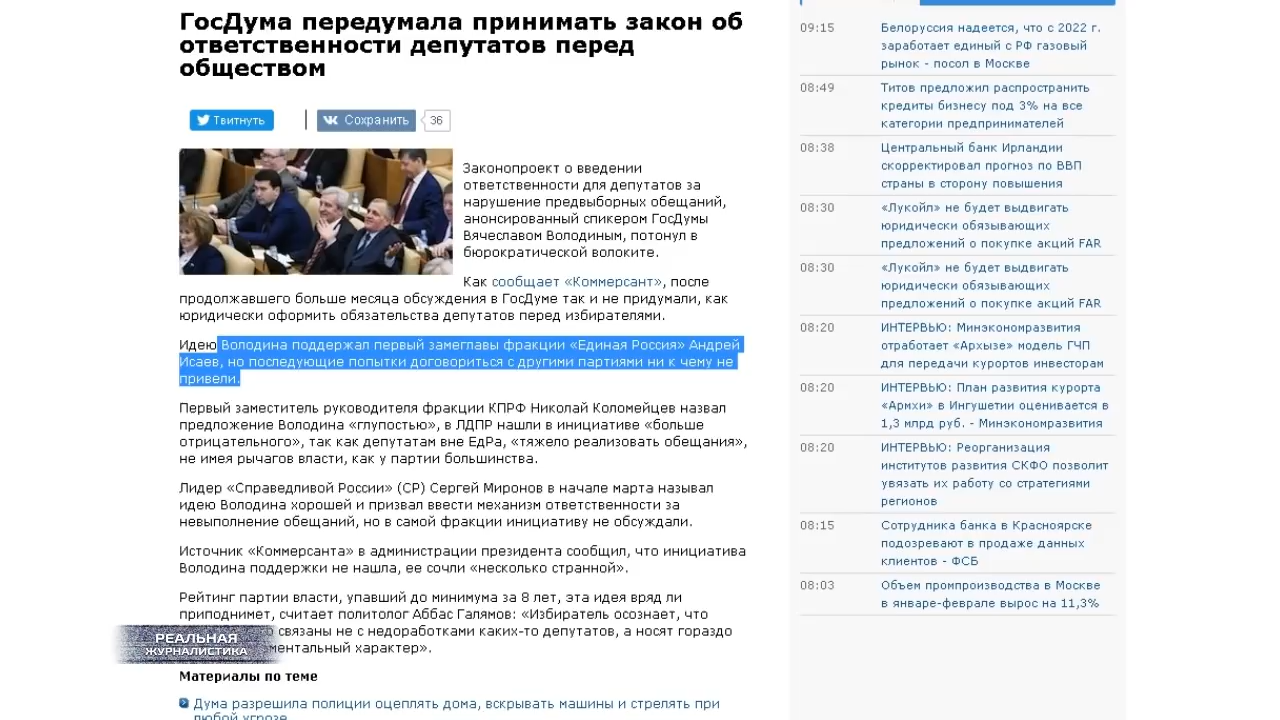 ГосДума передумала принимать закон об
ответственности депутатов перед
обществом
Твитнуть
Сохранить
36
Законопроект о введении
ответственности для депутатов за
нарушение предвыборных обещаний,
анонсированный спикером ГосДумы
Вячеславом Володиным, потонул в
бюрократической волоките.
Как сообщает «Коммерсант», после
продолжавшего больше месяца обсуждения в ГосДуме так и не придумали, как
юридически оформить обязательства депутатов перед избирателями.
Идею Володина поддержал первый замеглавы фракции «Единая Россия» Андрей
Исаев, но последующие попытки договориться с другими партиями ни к чему не
привели.
Первый заместитель руководителя фракции КПРФ Николай Коломейцев назвал
предложение Володина «глупостью», в ЛДПР нашли в инициативе «больше
отрицательного», так как депутатам вне ЕдРа, «тяжело реализовать обещания»,
не имея рычагов власти, как у партии большинства.
Лидер «Справедливой России» (СР) Сергей Миронов в начале марта называл
идею Володина хорошей и призвал ввести механизм ответственности за
невыполнение обещаний, но в самой фракции инициативу не обсуждали.
Источник «Коммерсанта» в администрации президента сообщил, что инициатива
Володина поддержки не нашла, ее сочли «несколько странной».
Рейтинг партии власти, упавший до минимума за 8 лет, эта идея вряд ли
приподнимет, считает политолог Аббас Галямов: «Избиратель осознает, что
связаны не с недоработками каких-то депутатов, а носят гораздо
ментальный характер».
РЕАЛЬНАЯ
ЖУРНАЛИСТИКА
Материалы по теме
Дума разрешила полиции оцеплять дома, вскрывать машины и стрелять при
любой угрозе
09:15 Белоруссия надеется, что с 2022 г.
заработает единый с РФ газовый
рынок - посол в Москве
08:49 Титов предложил распространить
кредиты бизнесу под 3% на все
категории предпринимателей
08:38 Центральный банк Ирландии
скорректировал прогноз по ВВП
страны в сторону повышения
08:30 «Лукойл» не будет выдвигать
юридически обязывающих
предложений о покупке акций FAR
08:30 «Лукойл» не будет выдвигать
юридически обязывающих
предложений о покупке акций FAR
08:20 ИНТЕРВЬЮ: Минэкономразвития
отработает «Архызе» модель ГЧП
для передачи курортов инвесторам
08:20 ИНТЕРВЬЮ: План развития курорта
«Армхи» в Ингушетии оценивается в
1,3 млрд руб. - Минэкономразвития
08:20 ИНТЕРВЬЮ: Реорганизация
институтов развития СКФО позволит
увязать их работу со стратегиями
регионов
08:15 Сотрудника банка в Красноярске
подозревают в продаже данных
клиентов - ФСБ
08:03 Объем промпроизводства в Москве
в январе-феврале вырос на 11,3%